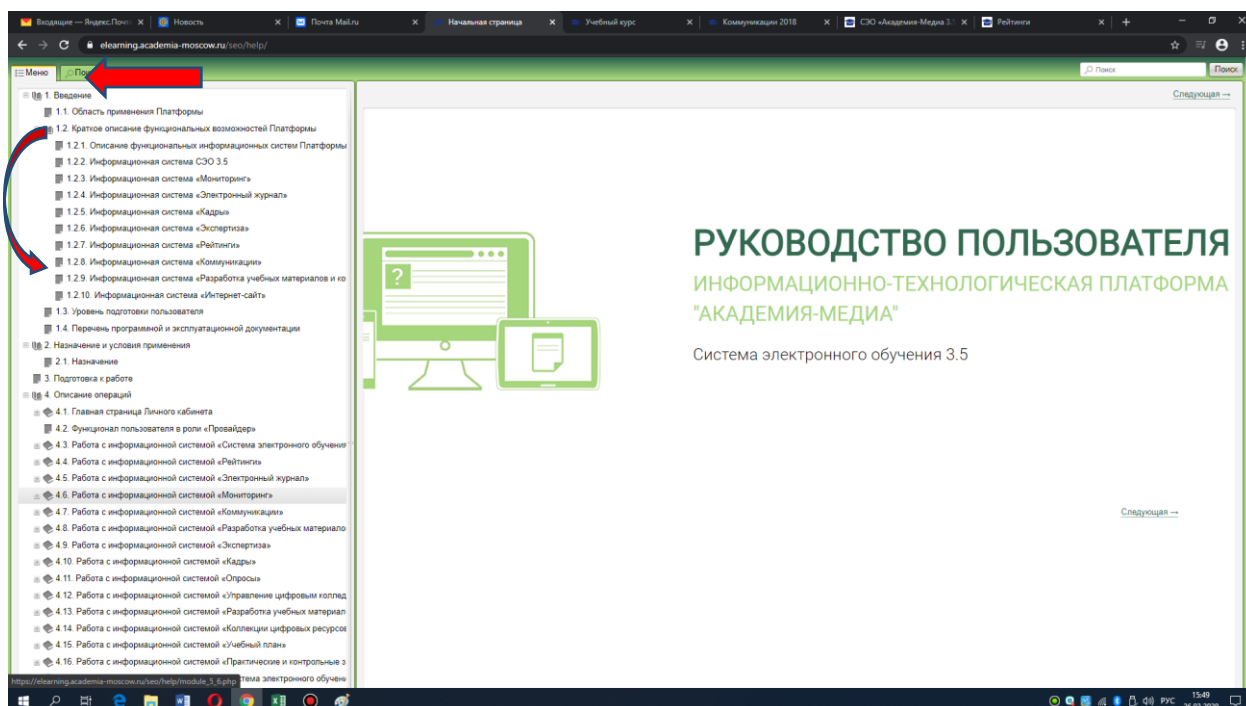 Входящие — Яндекс.Почт
Новость
Почта Mail.ru
Начальная страница
Учебный курс
Коммуникации 2018
СЭО «Академия-Медиа 3.
Рейтинги
elearning.academia-moscow.ru/seo/help/
Меню
Поиск
Поиск
Следующая →
1. Введение
1.1. Область применения Платформы
1.2. Краткое описание функциональных возможностей Платформы
1.2.1. Описание функциональных информационных систем Платформы
1.2.2. Информационная система СЭО 3.5
1.2.3. Информационная система «Мониторинг»
1.2.4. Информационная система «Электронный журнал»
1.2.5. Информационная система «Кадры»
1.2.6. Информационная система «Экспертиза»
1.2.7. Информационная система «Рейтинги»
1.2.8. Информационная система «Коммуникации»
1.2.9. Информационная система «Разработка учебных материалов и ко
1.2.10. Информационная система «Интернет-сайт»
1.3. Уровень подготовки пользователя
1.4. Перечень программной и эксплуатационной документации
2. Назначение и условия применения
2.1. Назначение
3. Подготовка к работе
4. Описание операций
4.1. Главная страница Личного кабинета
4.2. Функционал пользователя в роли «Провайдер»
4.3. Работа с информационной системой «Система электронного обучения
4.4. Работа с информационной системой «Рейтинги»
4.5. Работа с информационной системой «Электронный журнал»
4.6. Работа с информационной системой «Мониторинг»
4.7. Работа с информационной системой «Коммуникации»
4.8. Работа с информационной системой «Разработка учебных материало
4.9. Работа с информационной системой «Экспертиза»
4.10. Работа с информационной системой «Кадры»
4.11. Работа с информационной системой «Опросы»
4.12. Работа с информационной системой «Управление цифровым коллед
4.13. Работа с информационной системой «Разработка учебных материал
4.14. Работа с информационной системой «Коллекции цифровых ресурсов
4.15. Работа с информационной системой «Учебный план»
4.16. Работа с информационной системой «Практические и контрольные з
https://elearning.academia-moscow.ru/seo/help/module_5_6.php
тема электронного обучени
РУКОВОДСТВО ПОЛЬЗОВАТЕЛЯ
ИНФОРМАЦИОННО-ТЕХНОЛОГИЧЕСКАЯ ПЛАТФОРМА
"АКАДЕМИЯ-МЕДИА"
Система электронного обучения 3.5
Следующая →
РУС
15:49